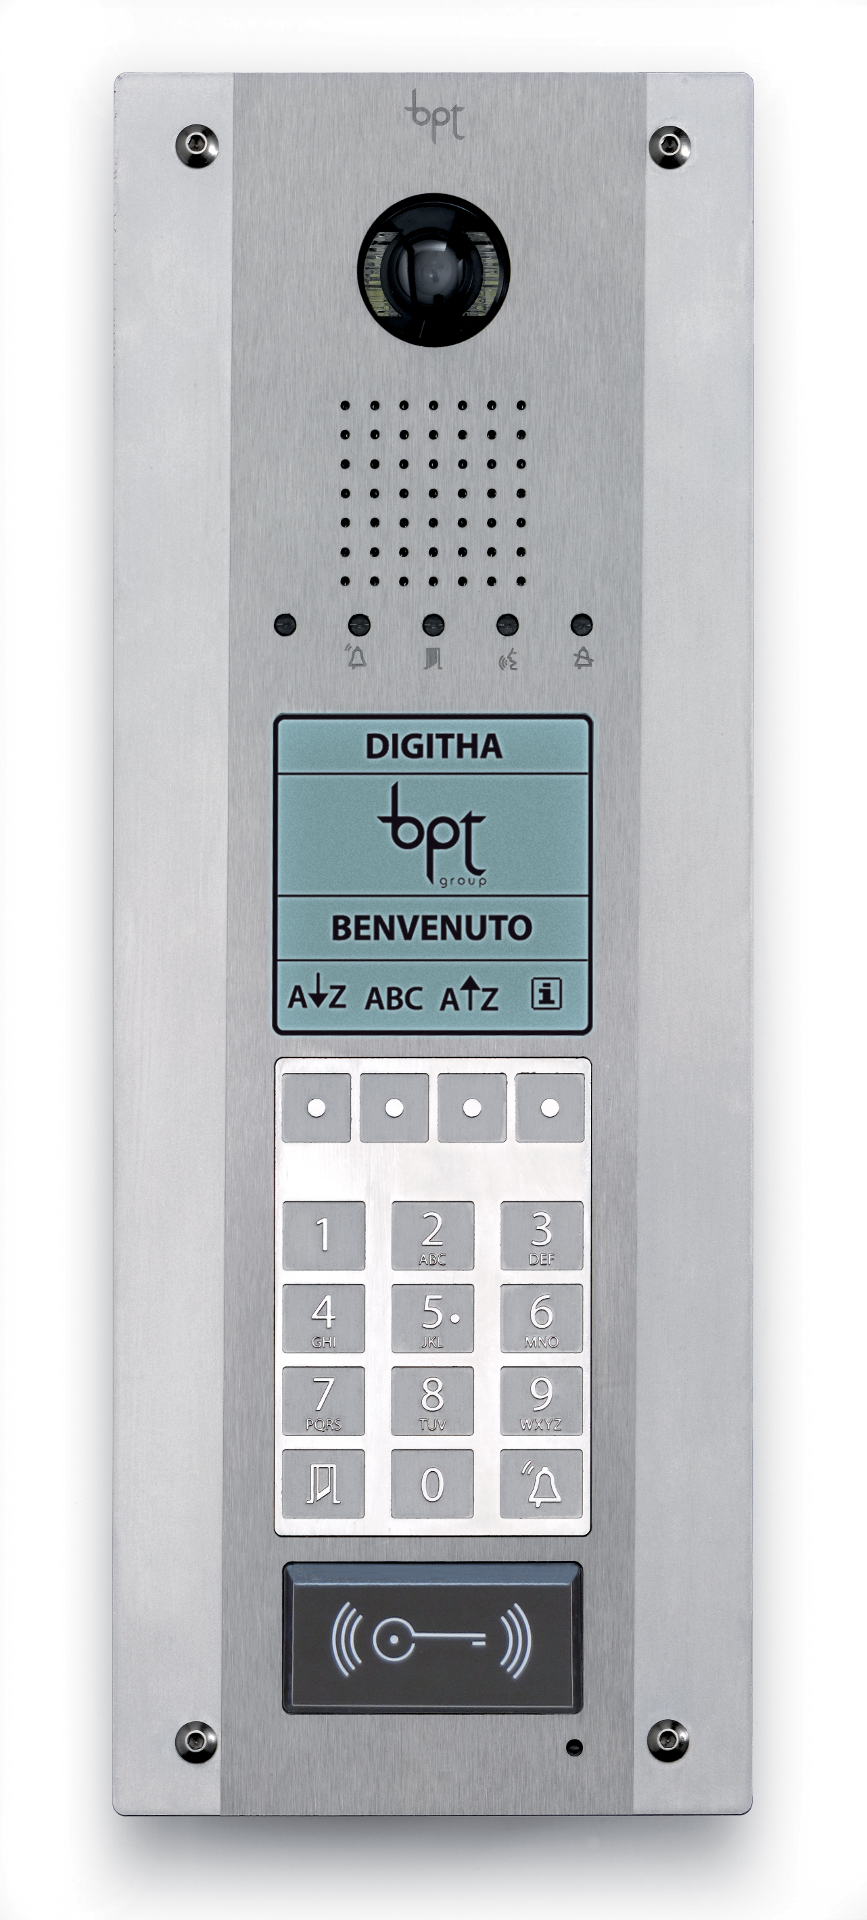 bpt
DIGITHA
bpt
group
BENVENUTO
A Z ABC A Z i
1 2 3
ABC DEF
4 5 6
GHI JKL MNO
7 8 9
PQRS TUV WXYZ
0